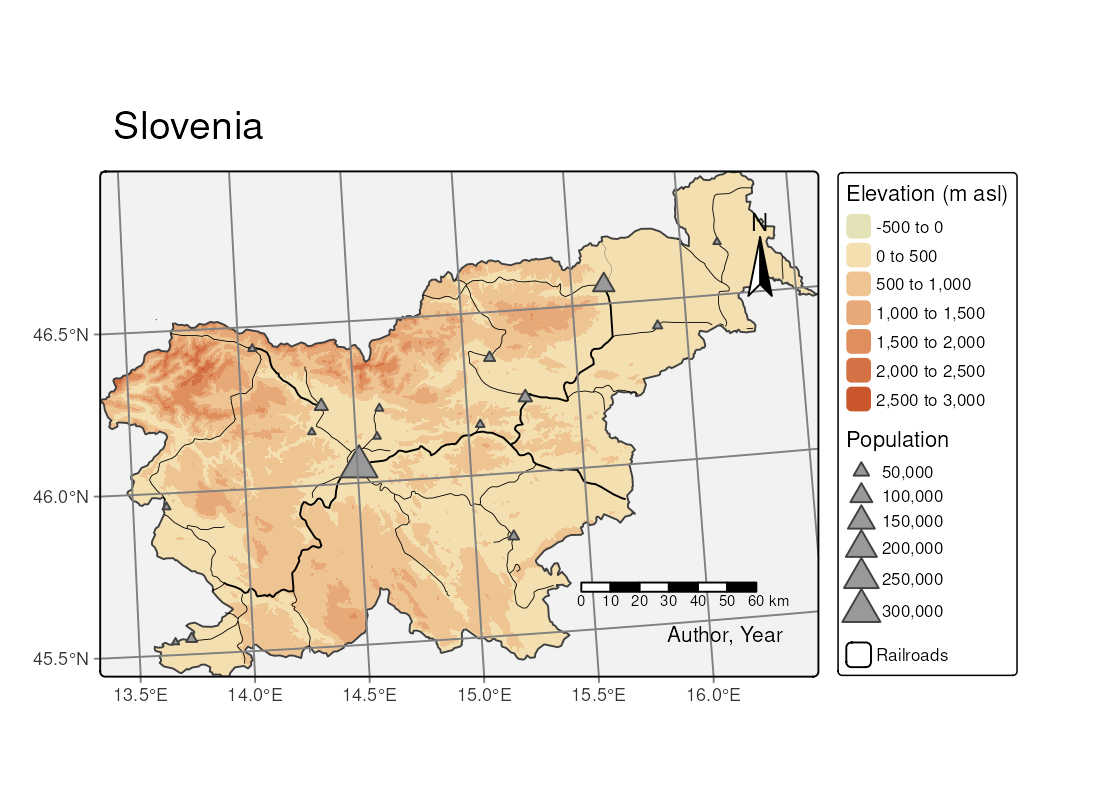 Slovenia
N
46.5°N
46.0°N
45.5°N
13.5°E 14.0°E 14.5°E 15.0°E 15.5°E 16.0°E
0 10 20 30 40 50 60 km
Author, Year
Elevation (m asl)
-500 to 0
0 to 500
500 to 1,000
1,000 to 1,500
1,500 to 2,000
2,000 to 2,500
2,500 to 3,000
Population
50,000
100,000
150,000
200,000
250,000
300,000
Railroads